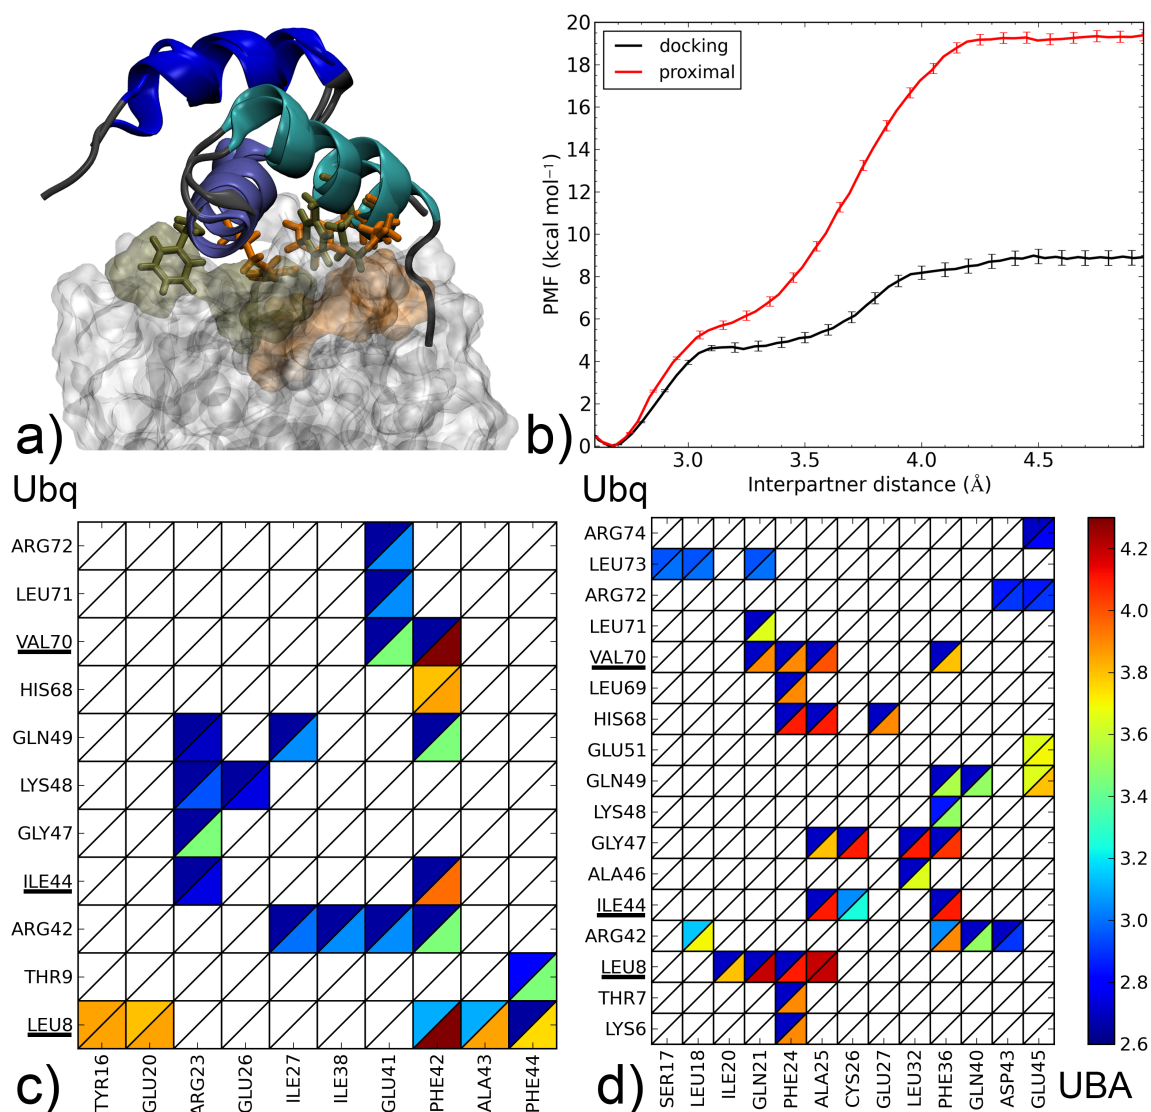 a)
20
18
16
14
12
10
8
6
4
2
0
PMF (kcal mol⁻¹)
docking
proximal
3.0 3.5 4.0 4.5
Interpartner distance (Å)
b)
Ubq
ARG72
LEU71
VAL70
HIS68
GLN49
LYS48
GLY47
ILE44
ARG42
THR9
LEU8
TYR16 GLU20 ARG23 GLU26 ILE27 ILE38 GLU41 PHE42 ALA43 PHE44
c)
Ubq
ARG74
LEU73
ARG72
LEU71
VAL70
LEU69
HIS68
GLU51
GLN49
LYS48
GLY47
ALA46
ILE44
ARG42
LEU8
THR7
LYS6
SER17 LEU18 ILE20 GLN21 PHE24 ALA25 CYS26 GLU27 LEU32 PHE36 GLN40 ASP43 GLU45
d)
UBA
4.2
4.0
3.8
3.6
3.4
3.2
3.0
2.8
2.6